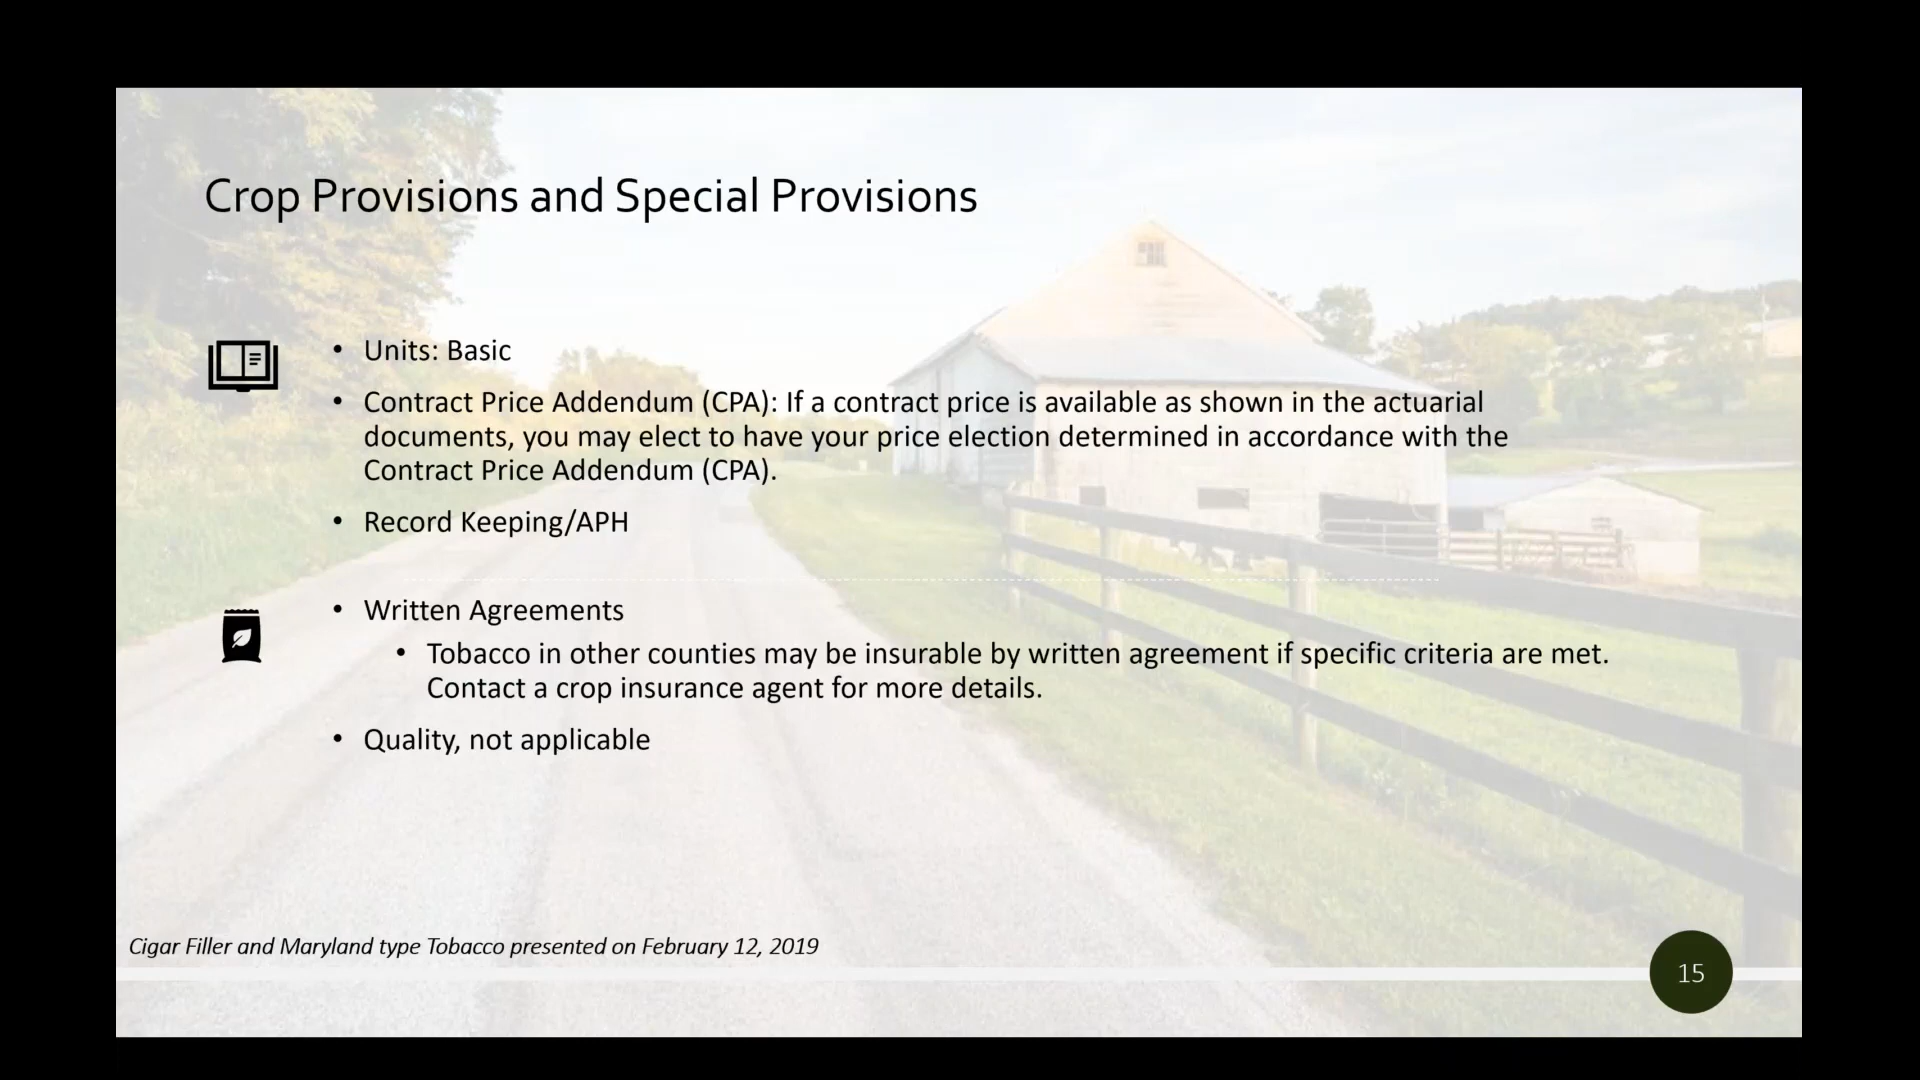 Crop Provisions and Special Provisions
• Units: Basic
• Contract Price Addendum (CPA): If a contract price is available as shown in the actuarial
documents, you may elect to have your price election determined in accordance with the
Contract Price Addendum (CPA).
• Record Keeping/APH
• Written Agreements
• Tobacco in other counties may be insurable by written agreement if specific criteria are met.
Contact a crop insurance agent for more details.
• Quality, not applicable
Cigar Filler and Maryland type Tobacco presented on February 12, 2019
15